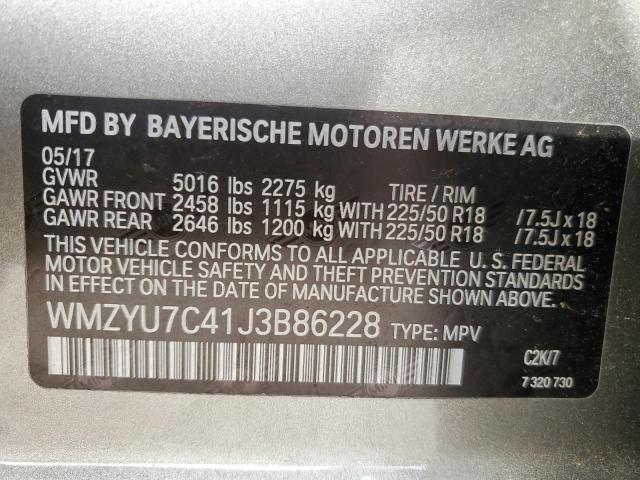 MFD BY BAYERISCHE MOTOREN WERKE AG
05/17
GVWR 5016 lbs 2275 kg TIRE / RIM
GAWR FRONT 2458 lbs 1115 kg WITH 225/50 R18 /7.5J x 18
GAWR REAR 2646 lbs 1200 kg WITH 225/50 R18 /7.5J x 18
THIS VEHICLE CONFORMS TO ALL APPLICABLE U. S. FEDERAL
MOTOR VEHICLE SAFETY AND THEFT PREVENTION STANDARDS
IN EFFECT ON THE DATE OF MANUFACTURE SHOWN ABOVE.
WMZYU7C41J3B86228 TYPE: MPV
C2K/7
7 320 730